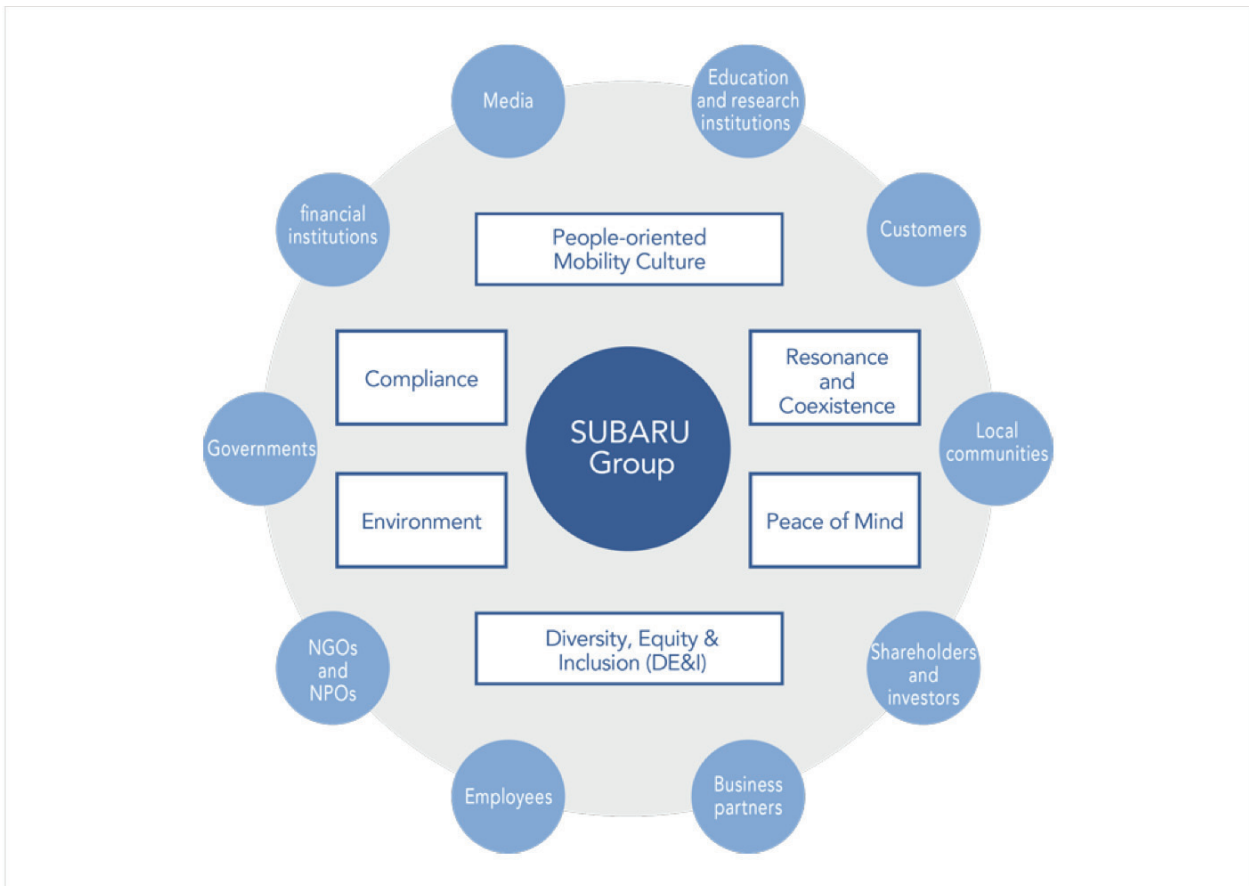 Media
Education
and research
institutions
financial
institutions
Customers
People-oriented
Mobility Culture
Compliance
Resonance
and
Coexistence
SUBARU
Group
Governments
Local
communities
Environment
Peace of Mind
NGOs
and
NPOs
Diversity, Equity &
Inclusion (DE&I)
Shareholders
and
investors
Employees
Business
partners